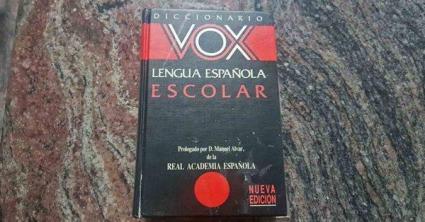 DICCIONARIO
VOX
LENGUA ESPAÑOLA
ESCOLAR
Prologado por D. Manuel Alvar,
de la
REAL ACADEMIA ESPAÑOLA
NUEVA
EDICIÓN